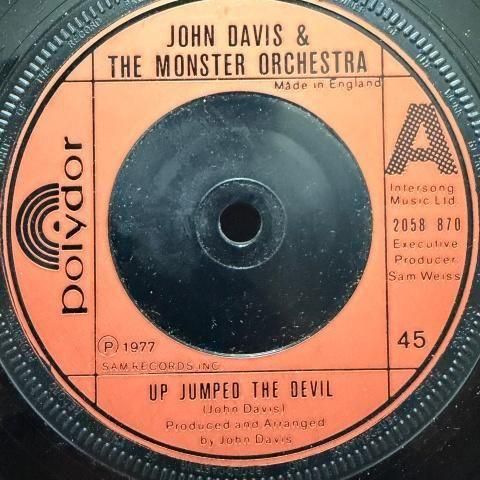 JOHN DAVIS &
THE MONSTER ORCHESTRA
Made in England
A
polydor
Intersong
Music Ltd.
2058 870
Executive
Producer
Sam Weiss
℗ 1977
SAM RECORDS INC.
45
UP JUMPED THE DEVIL
(John Davis)
Produced and Arranged
by John Davis